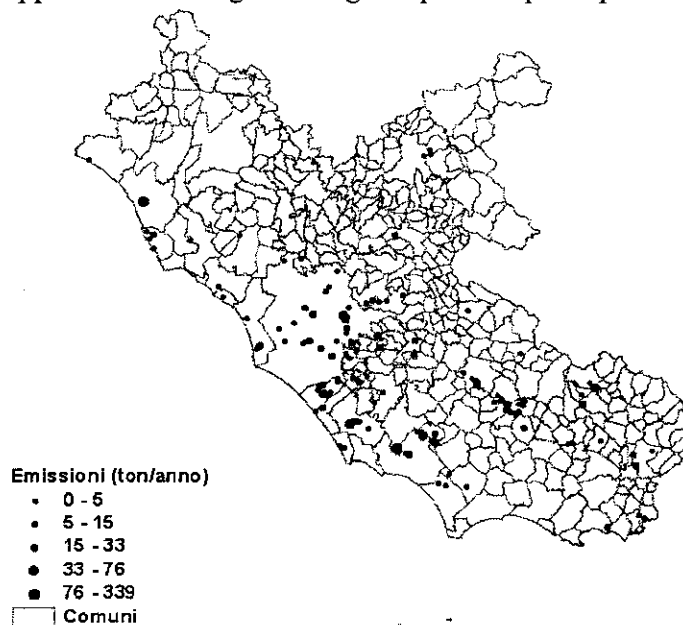 Emissioni (ton/anno)
0 - 5
5 - 15
15 - 33
33 - 76
76 - 339
Comuni